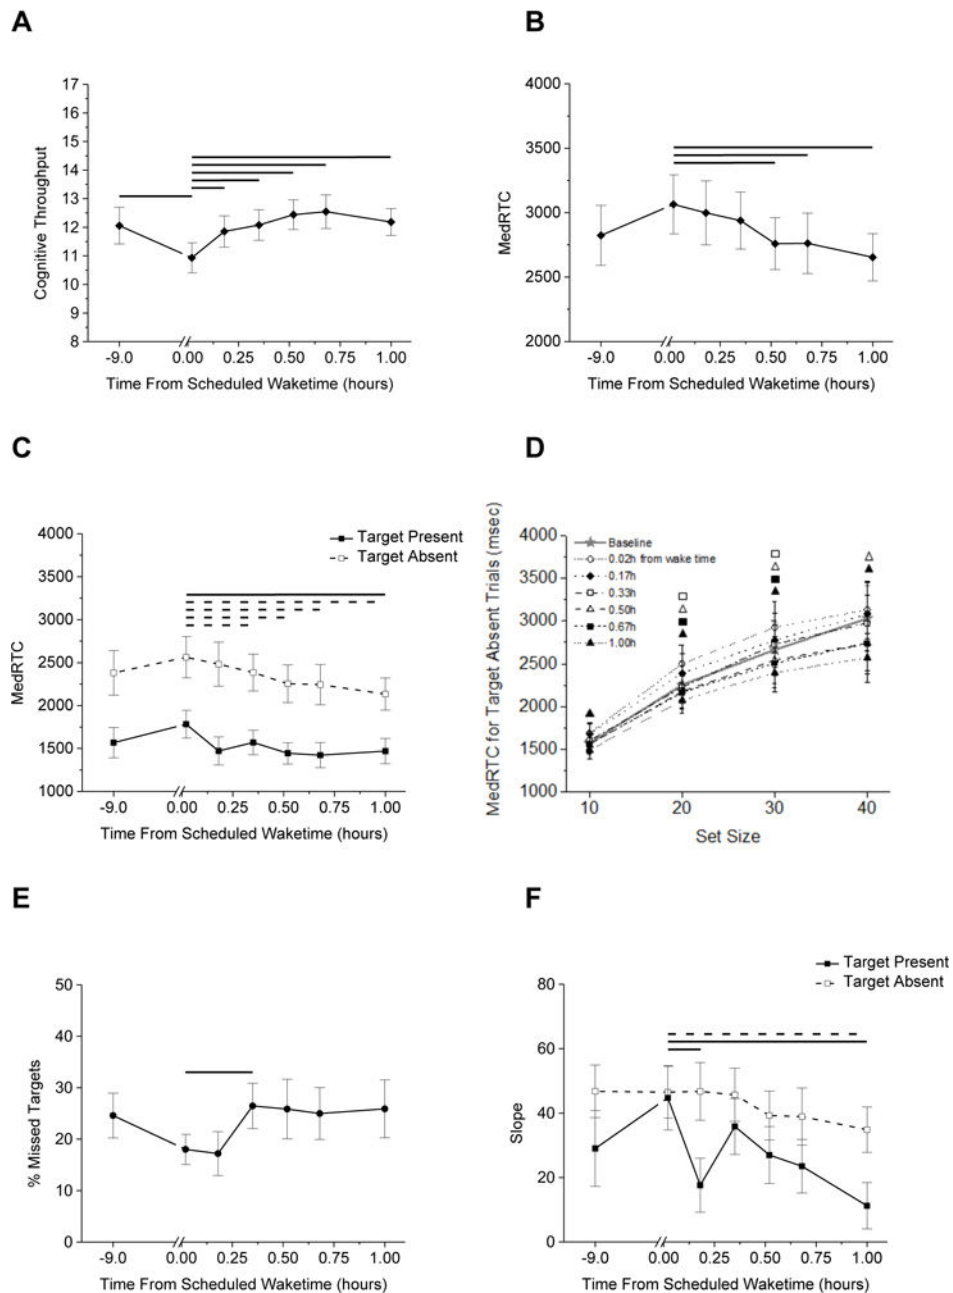 A
17
16
15
14
13
12
11
10
9
8
Cognitive Throughput
-9.0 0.00 0.25 0.50 0.75 1.00
Time From Scheduled Waketime (hours)
B
4000
3500
3000
2500
2000
MedRTC
-9.0 0.00 0.25 0.50 0.75 1.00
Time From Scheduled Waketime (hours)
C
Target Present
Target Absent
4000
3500
3000
2500
2000
1500
1000
MedRTC
-9.0 0.00 0.25 0.50 0.75 1.00
Time From Scheduled Waketime (hours)
D
MedRTC for Target Absent Trials (msec)
4000
3500
3000
2500
2000
1500
1000
Baseline
0.02h from wake time
0.17h
0.33h
0.50h
0.67h
1.00h
10 20 30 40
Set Size
E
50
40
30
20
10
0
% Missed Targets
-9.0 0.00 0.25 0.50 0.75 1.00
Time From Scheduled Waketime (hours)
F
Target Present
Target Absent
80
60
40
20
0
Slope
-9.0 0.00 0.25 0.50 0.75 1.00
Time From Scheduled Waketime (hours)